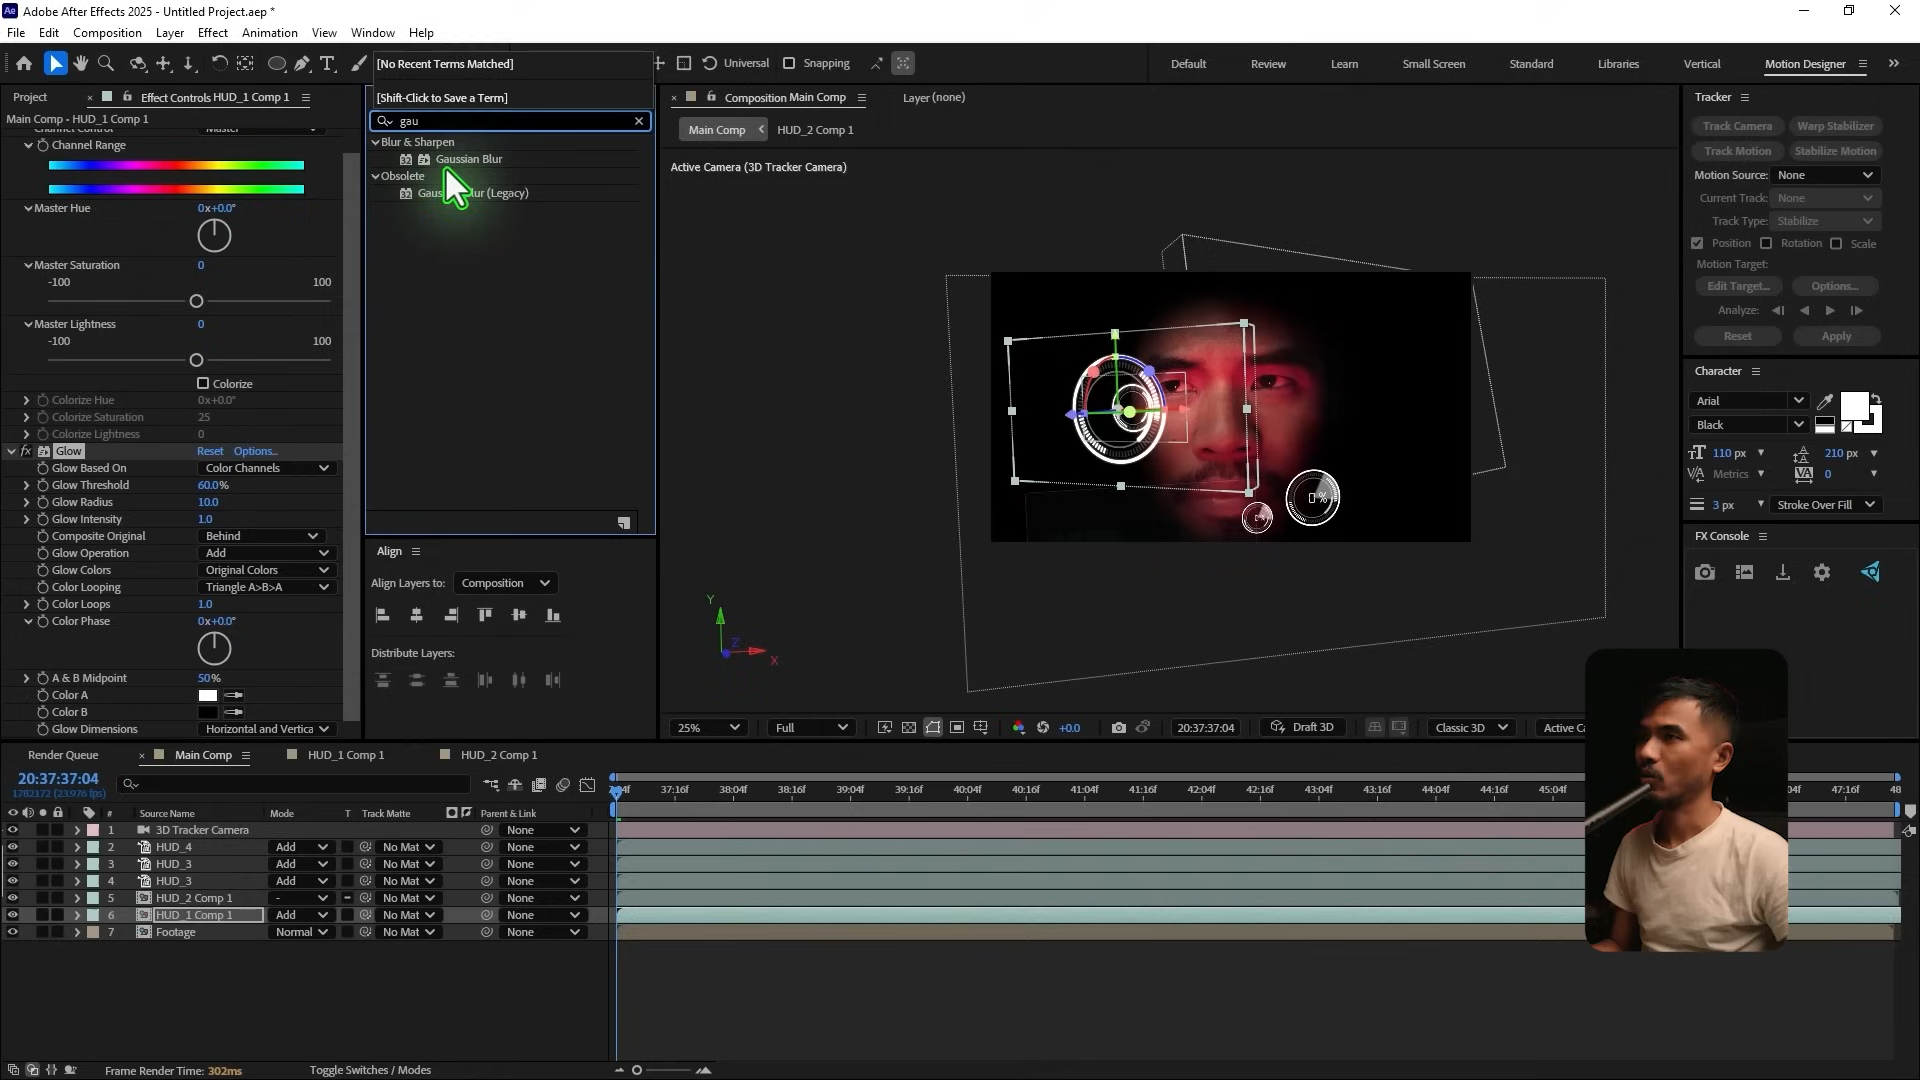 Adobe After Effects 2025 - Untitled Project.aep *
File Edit Composition Layer Effect Animation View Window Help
Universal Snapping Default Review Learn Small Screen Standard Libraries Vertical Motion Designer
[No Recent Terms Matched]
[Shift-Click to Save a Term]
gau
Blur & Sharpen
Gaussian Blur
Obsolete
(Legacy)
Project Effect Controls HUD_1 Comp 1
Main Comp - HUD_1 Comp 1
Channel Control Master
Channel Range
Master Hue 0x+0.0°
Master Saturation 0
-100 100
Master Lightness 0
-100 100
Colorize
Colorize Hue 0x+0.0°
Colorize Saturation 25
Colorize Lightness 0
fx Glow Reset Options...
Glow Based On Color Channels
Glow Threshold 60.0%
Glow Radius 10.0
Glow Intensity 1.0
Composite Original Behind
Glow Operation Add
Glow Colors Original Colors
Color Looping Triangle A>B>A
Color Loops 1.0
Color Phase 0x+0.0°
A & B Midpoint 50%
Color A
Color B
Glow Dimensions Horizontal and Vertica
Align
Align Layers to: Composition
Distribute Layers:
Composition Main Comp Layer (none)
Main Comp HUD_2 Comp 1
Active Camera (3D Tracker Camera)
0 %
Y
Z
X
25% Full +0.0 20:37:37:04 Draft 3D Classic 3D Active Ca
Tracker
Track Camera Warp Stabilizer
Track Motion Stabilize Motion
Motion Source: None
Current Track: None
Track Type: Stabilize
Position Rotation Scale
Motion Target:
Edit Target... Options...
Analyze:
Reset Apply
Character
Arial
Black
110 px 210 px
Metrics 0
3 px Stroke Over Fill
FX Console
Render Queue Main Comp HUD_1 Comp 1 HUD_2 Comp 1
20:37:37:04
1782172 (23.976 fps)
37:16f 38:04f 38:16f 39:04f 39:16f 40:04f 40:16f 41:04f 41:16f 42:04f 42:16f 43:04f 43:16f 44:04f 44:16f 45:04f 47:16f 48
# Source Name Mode T Track Matte Parent & Link
1 3D Tracker Camera None
2 HUD_4 Add No Mat None
3 HUD_3 Add No Mat None
4 HUD_3 Add No Mat None
5 HUD_2 Comp 1 - No Mat None
6 HUD_1 Comp 1 Add No Mat None
7 Footage Normal No Mat None
Frame Render Time: 302ms Toggle Switches / Modes